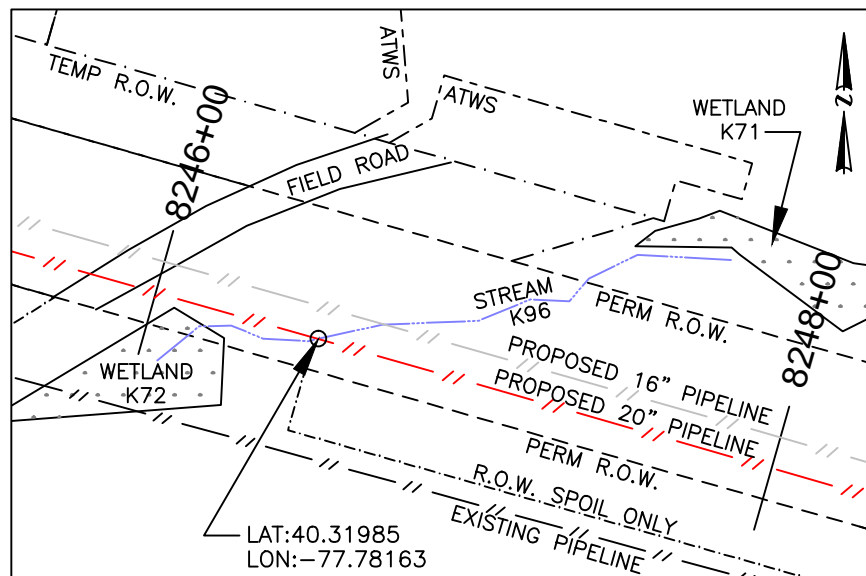 TEMP R.O.W.
8246+00
ATWS
ATWS
FIELD ROAD
WETLAND
K71
N
STREAM
K96
PERM R.O.W.
8248+00
PROPOSED 16" PIPELINE
PROPOSED 20" PIPELINE
WETLAND
K72
PERM R.O.W.
R.O.W. SPOIL ONLY
EXISTING PIPELINE
LAT:40.31985
LON:-77.78163